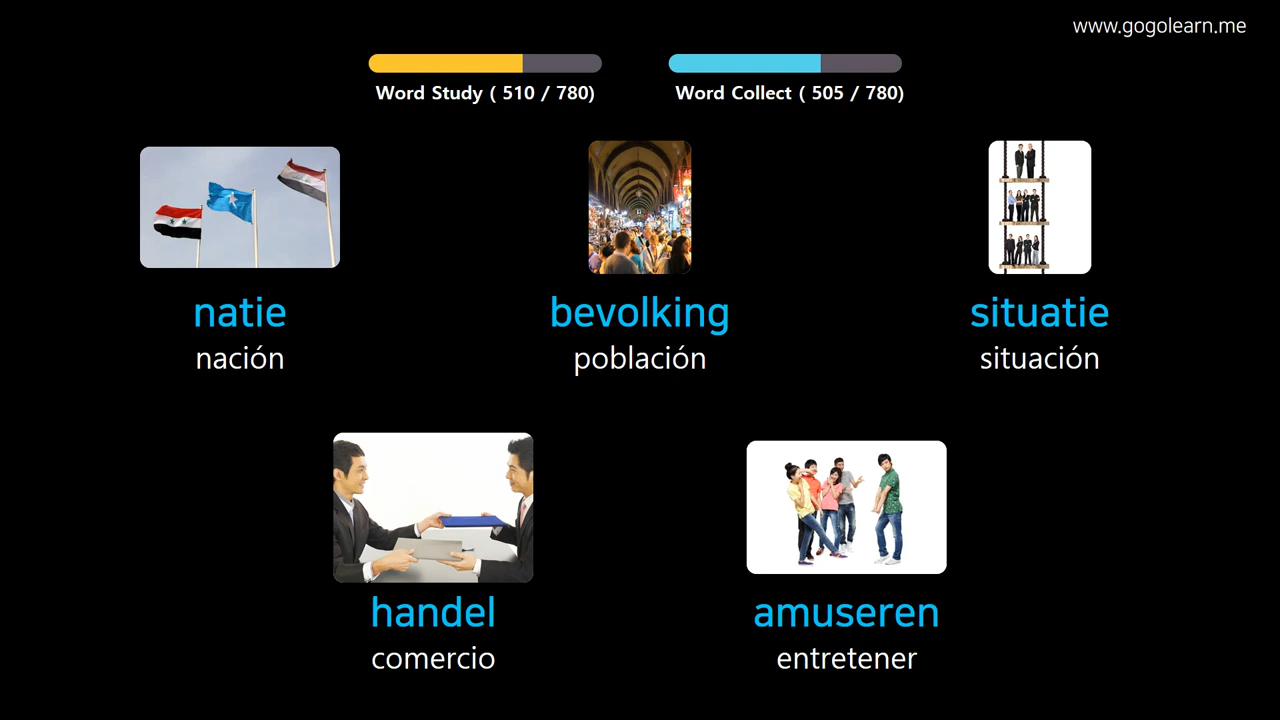 www.gogolearn.me
Word Study ( 510 / 780)
Word Collect ( 505 / 780)
natie
nación
bevolking
población
situatie
situación
handel
comercio
amuseren
entretener